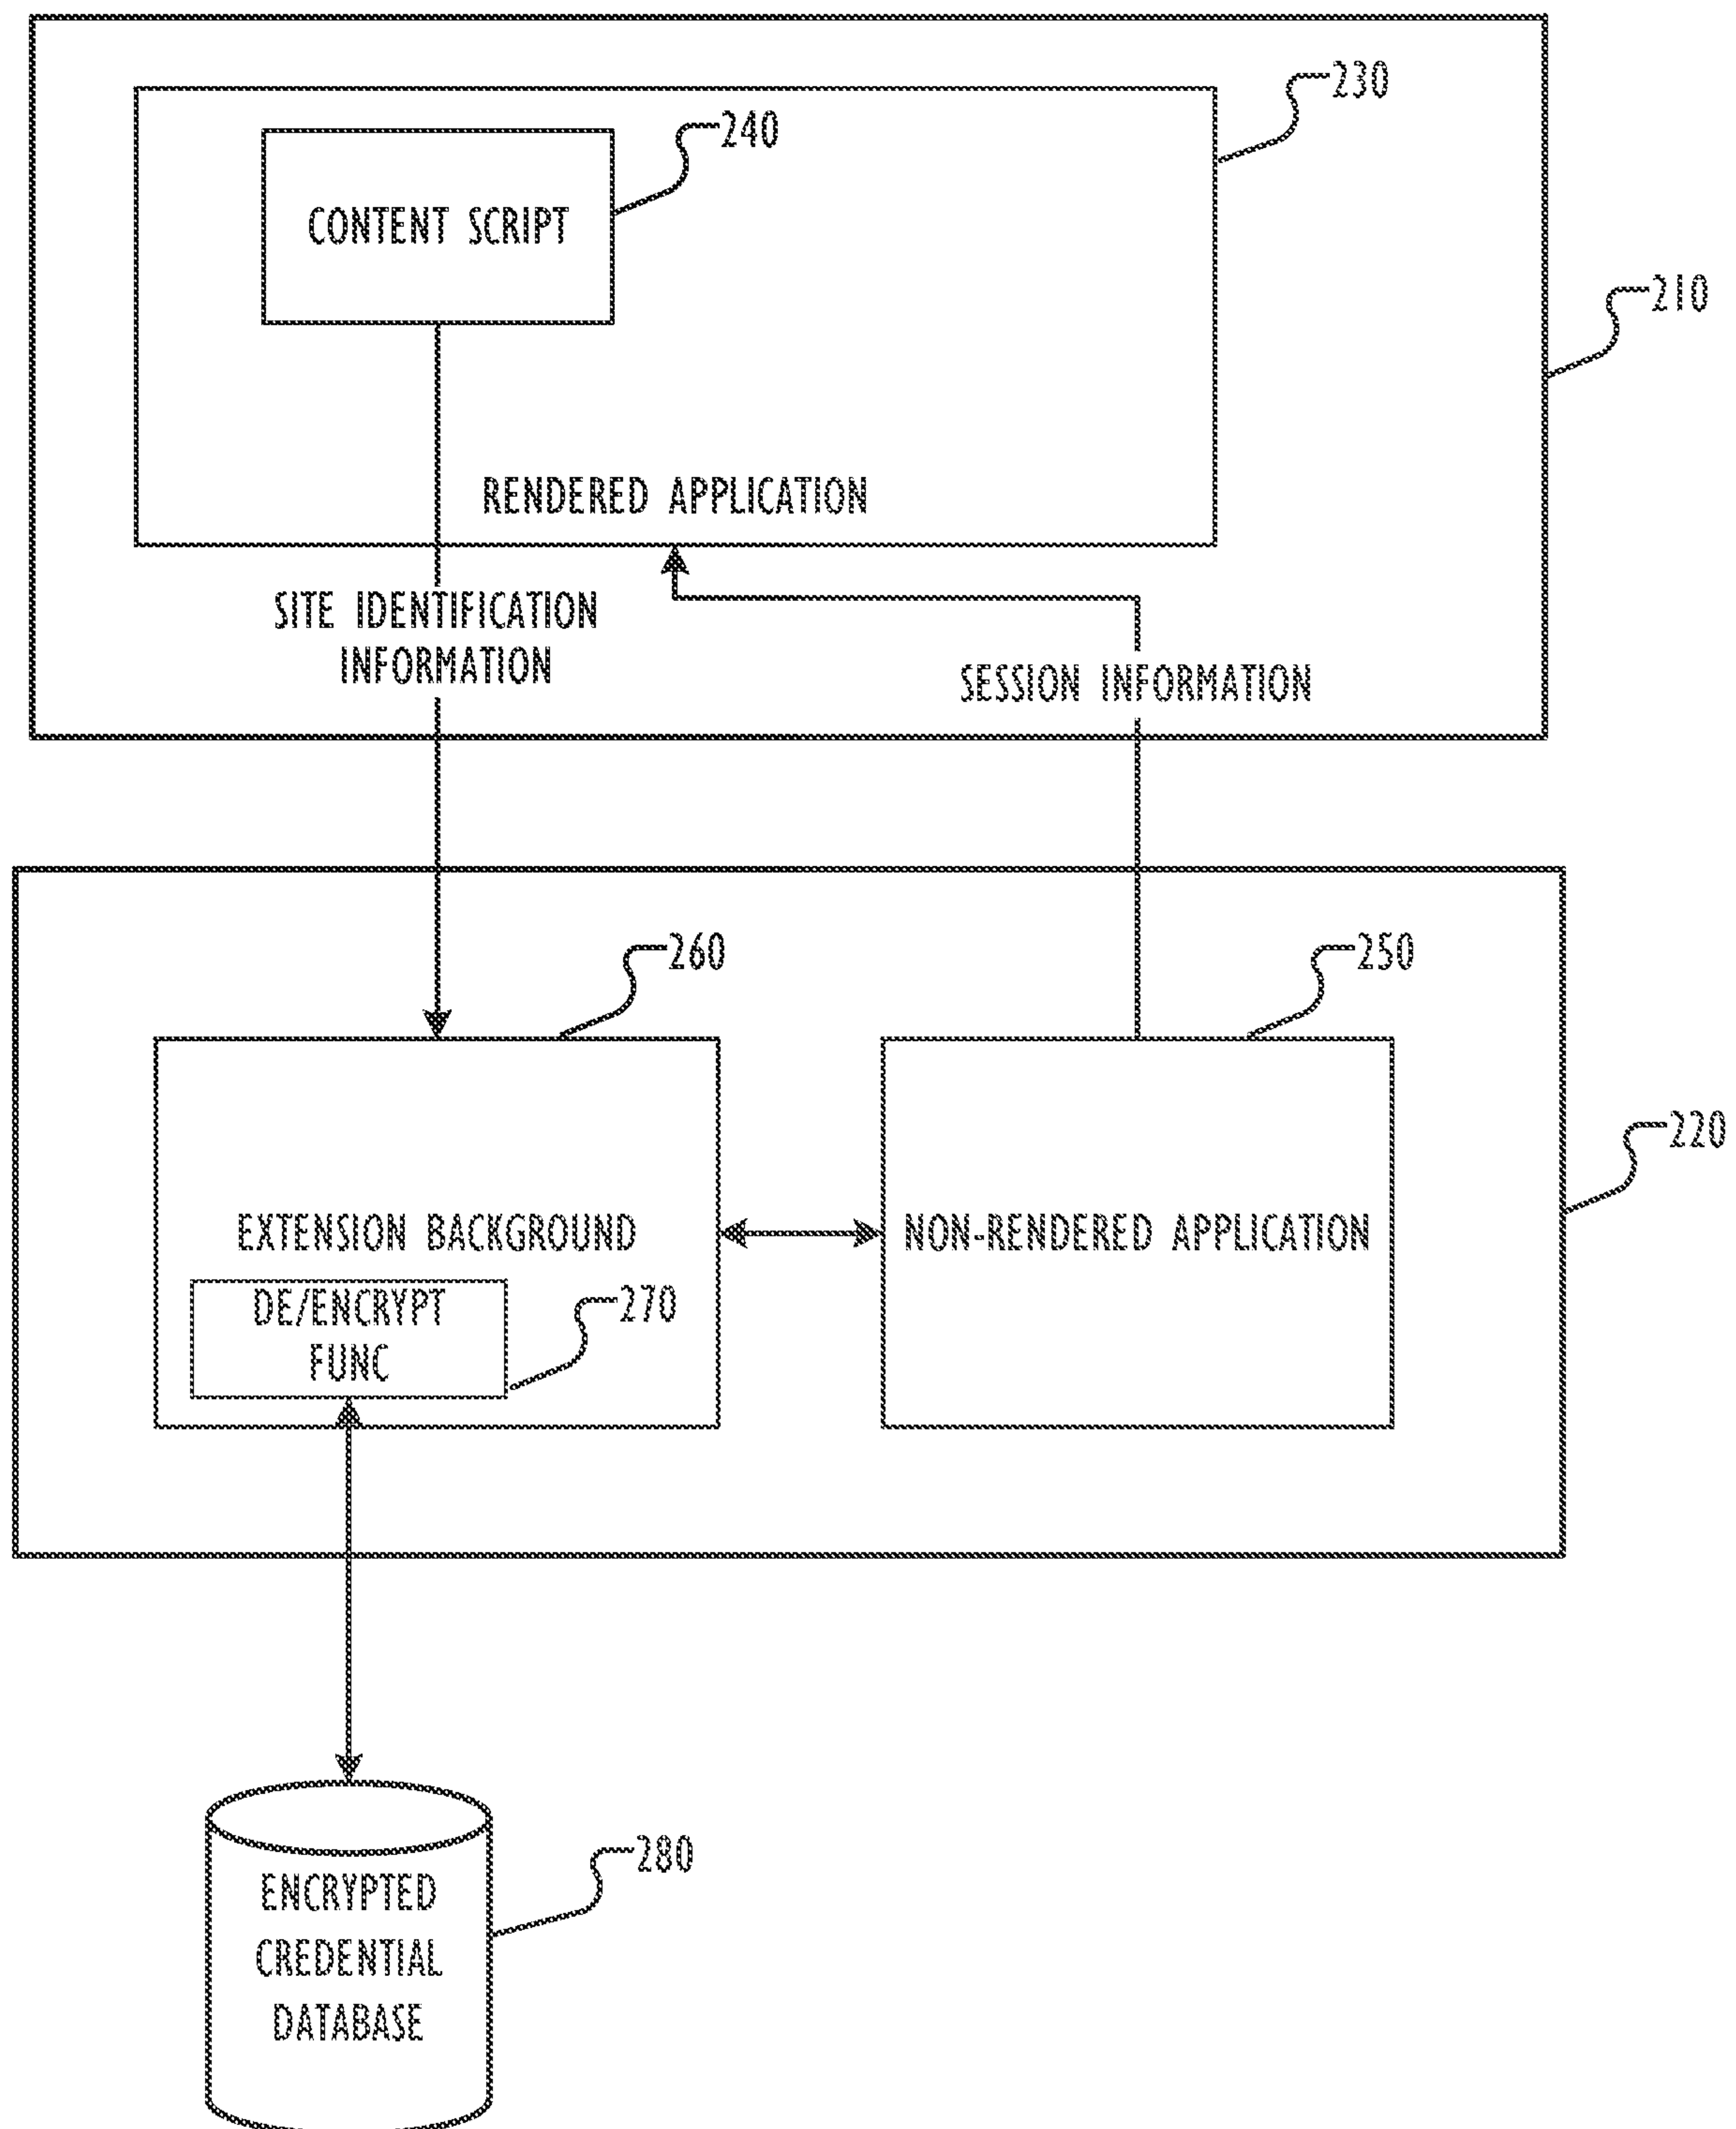 230
240
CONTENT SCRIPT
210
RENDERED APPLICATION
SITE IDENTIFICATION
INFORMATION
SESSION INFORMATION
260
250
220
EXTENSION BACKGROUND
NON-RENDERED APPLICATION
DE/ENCRYPT
FUNC
270
280
ENCRYPTED
CREDENTIAL
DATABASE